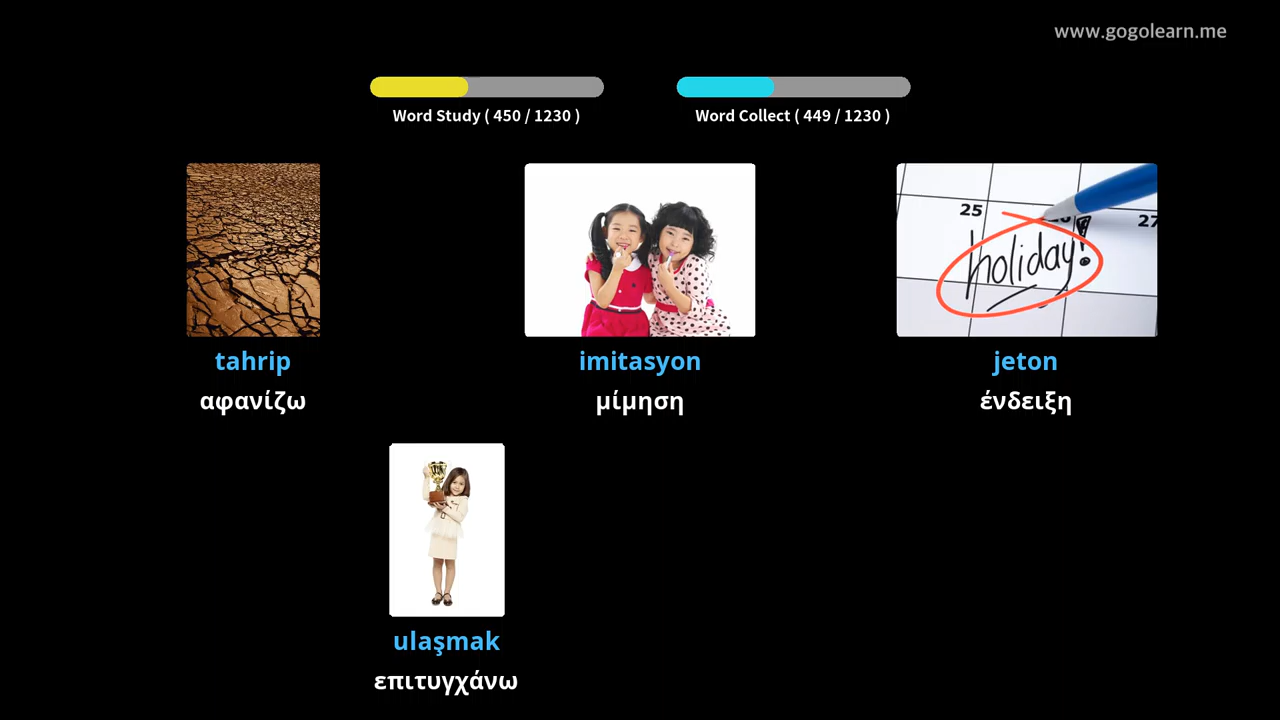 www.gogolearn.me
Word Study ( 450 / 1230 )
Word Collect ( 449 / 1230 )
25
27
holiday!
tahrip
αφανίζω
imitasyon
μίμηση
jeton
ένδειξη
ulaşmak
επιτυγχάνω